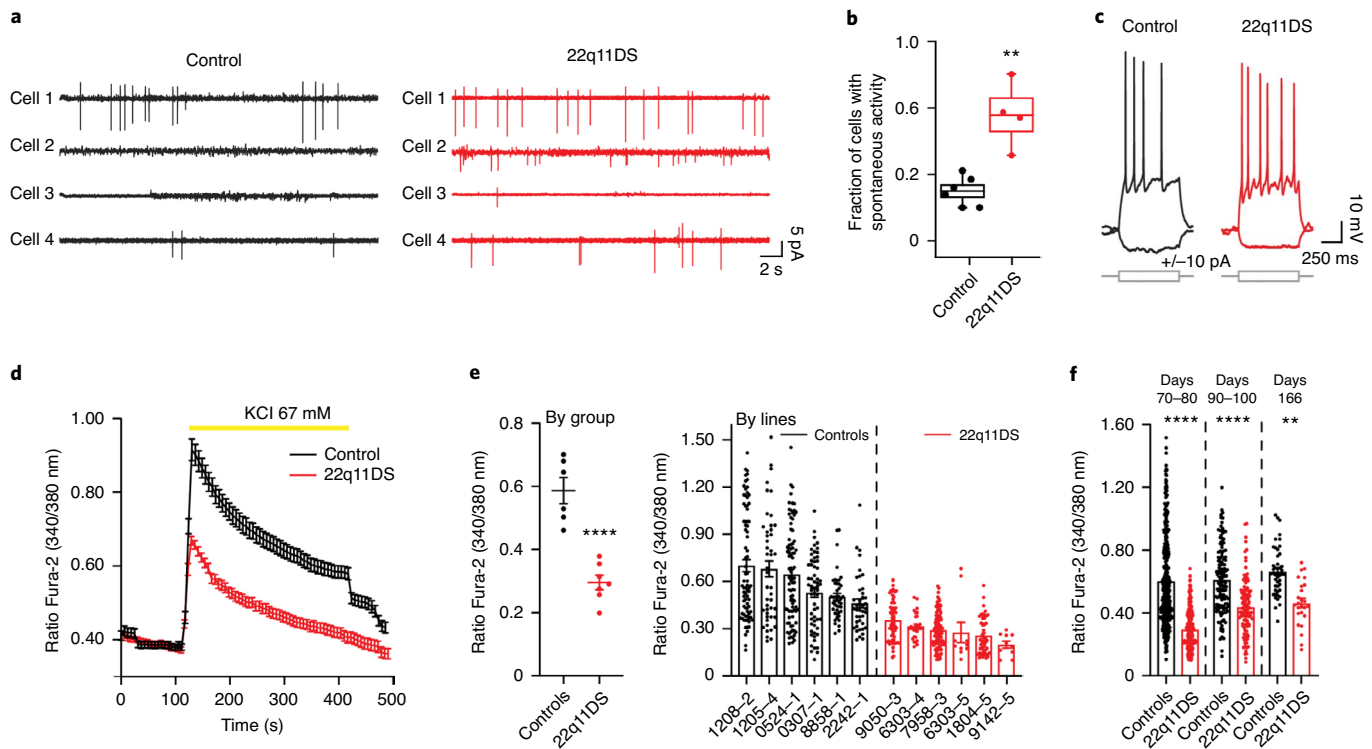 a
Control
22q11DS
Cell 1
Cell 2
Cell 3
Cell 4
Cell 1
Cell 2
Cell 3
Cell 4
5 pA
2 s
b
Fraction of cells with
spontaneous activity
1.0
0.6
0.2
0
**
Control
22q11DS
c
Control
22q11DS
+/−10 pA
10 mV
250 ms
d
KCl 67 mM
Control
22q11DS
Ratio Fura-2 (340/380 nm)
1.00
0.80
0.60
0.40
0
100
200
300
400
500
Time (s)
e
By group
Ratio Fura-2 (340/380 nm)
0.8
0.6
0.4
0.2
0
****
Controls
22q11DS
By lines
Controls
22q11DS
Ratio Fura-2 (340/380 nm)
1.50
1.20
0.90
0.60
0.30
0
1208–2
1205–4
0524–1
0307–1
8858–1
2242–1
9050–3
6303–4
7958–3
6303–5
1804–5
9142–5
f
Days
70–80
Days
90–100
Days
166
****
****
**
Ratio Fura-2 (340/380 nm)
1.60
1.20
0.80
0.40
0
Controls
22q11DS
Controls
22q11DS
Controls
22q11DS